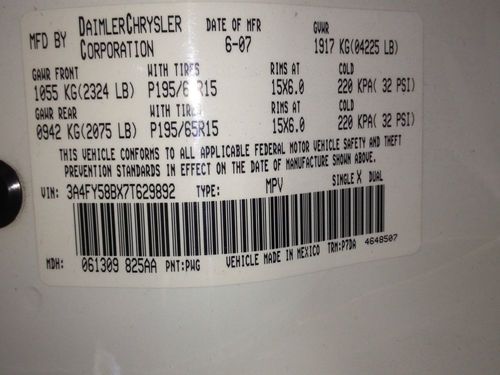 MFD BY DAIMLERCHRYSLER CORPORATION DATE OF MFR 6-07 GVWR 1917 KG(04225 LB)
GAWR FRONT WITH TIRES RIMS AT COLD
1055 KG(2324 LB) P195/65R15 15X6.0 220 KPA( 32 PSI)
GAWR REAR WITH TIRES RIMS AT COLD
0942 KG(2075 LB) P195/65R15 15X6.0 220 KPA( 32 PSI)
THIS VEHICLE CONFORMS TO ALL APPLICABLE FEDERAL MOTOR VEHICLE SAFETY AND THEFT
PREVENTION STANDARDS IN EFFECT ON THE DATE OF MANUFACTURE SHOWN ABOVE.
VIN: 3A4FY58BX7T629892 TYPE: MPV SINGLE X DUAL
MDH: 061309 825AA PNT:PWG VEHICLE MADE IN MEXICO TRM:P7DA 4648507